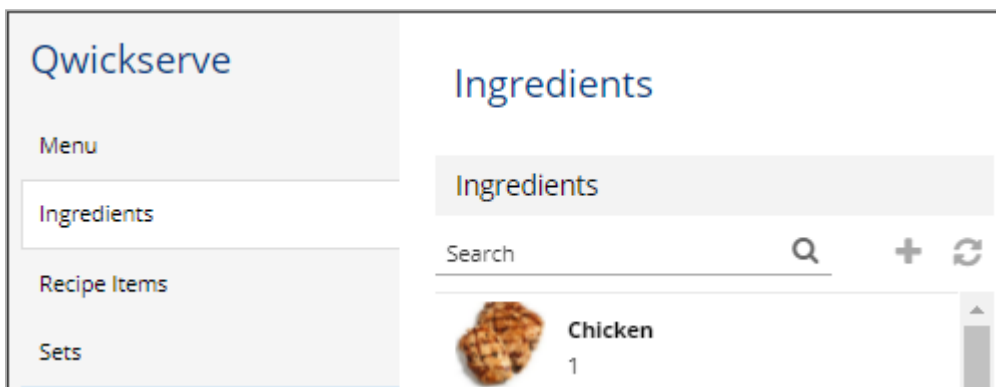 Qwickserve
Menu
Ingredients
Recipe Items
Sets
Ingredients
Ingredients
Search
Chicken
1